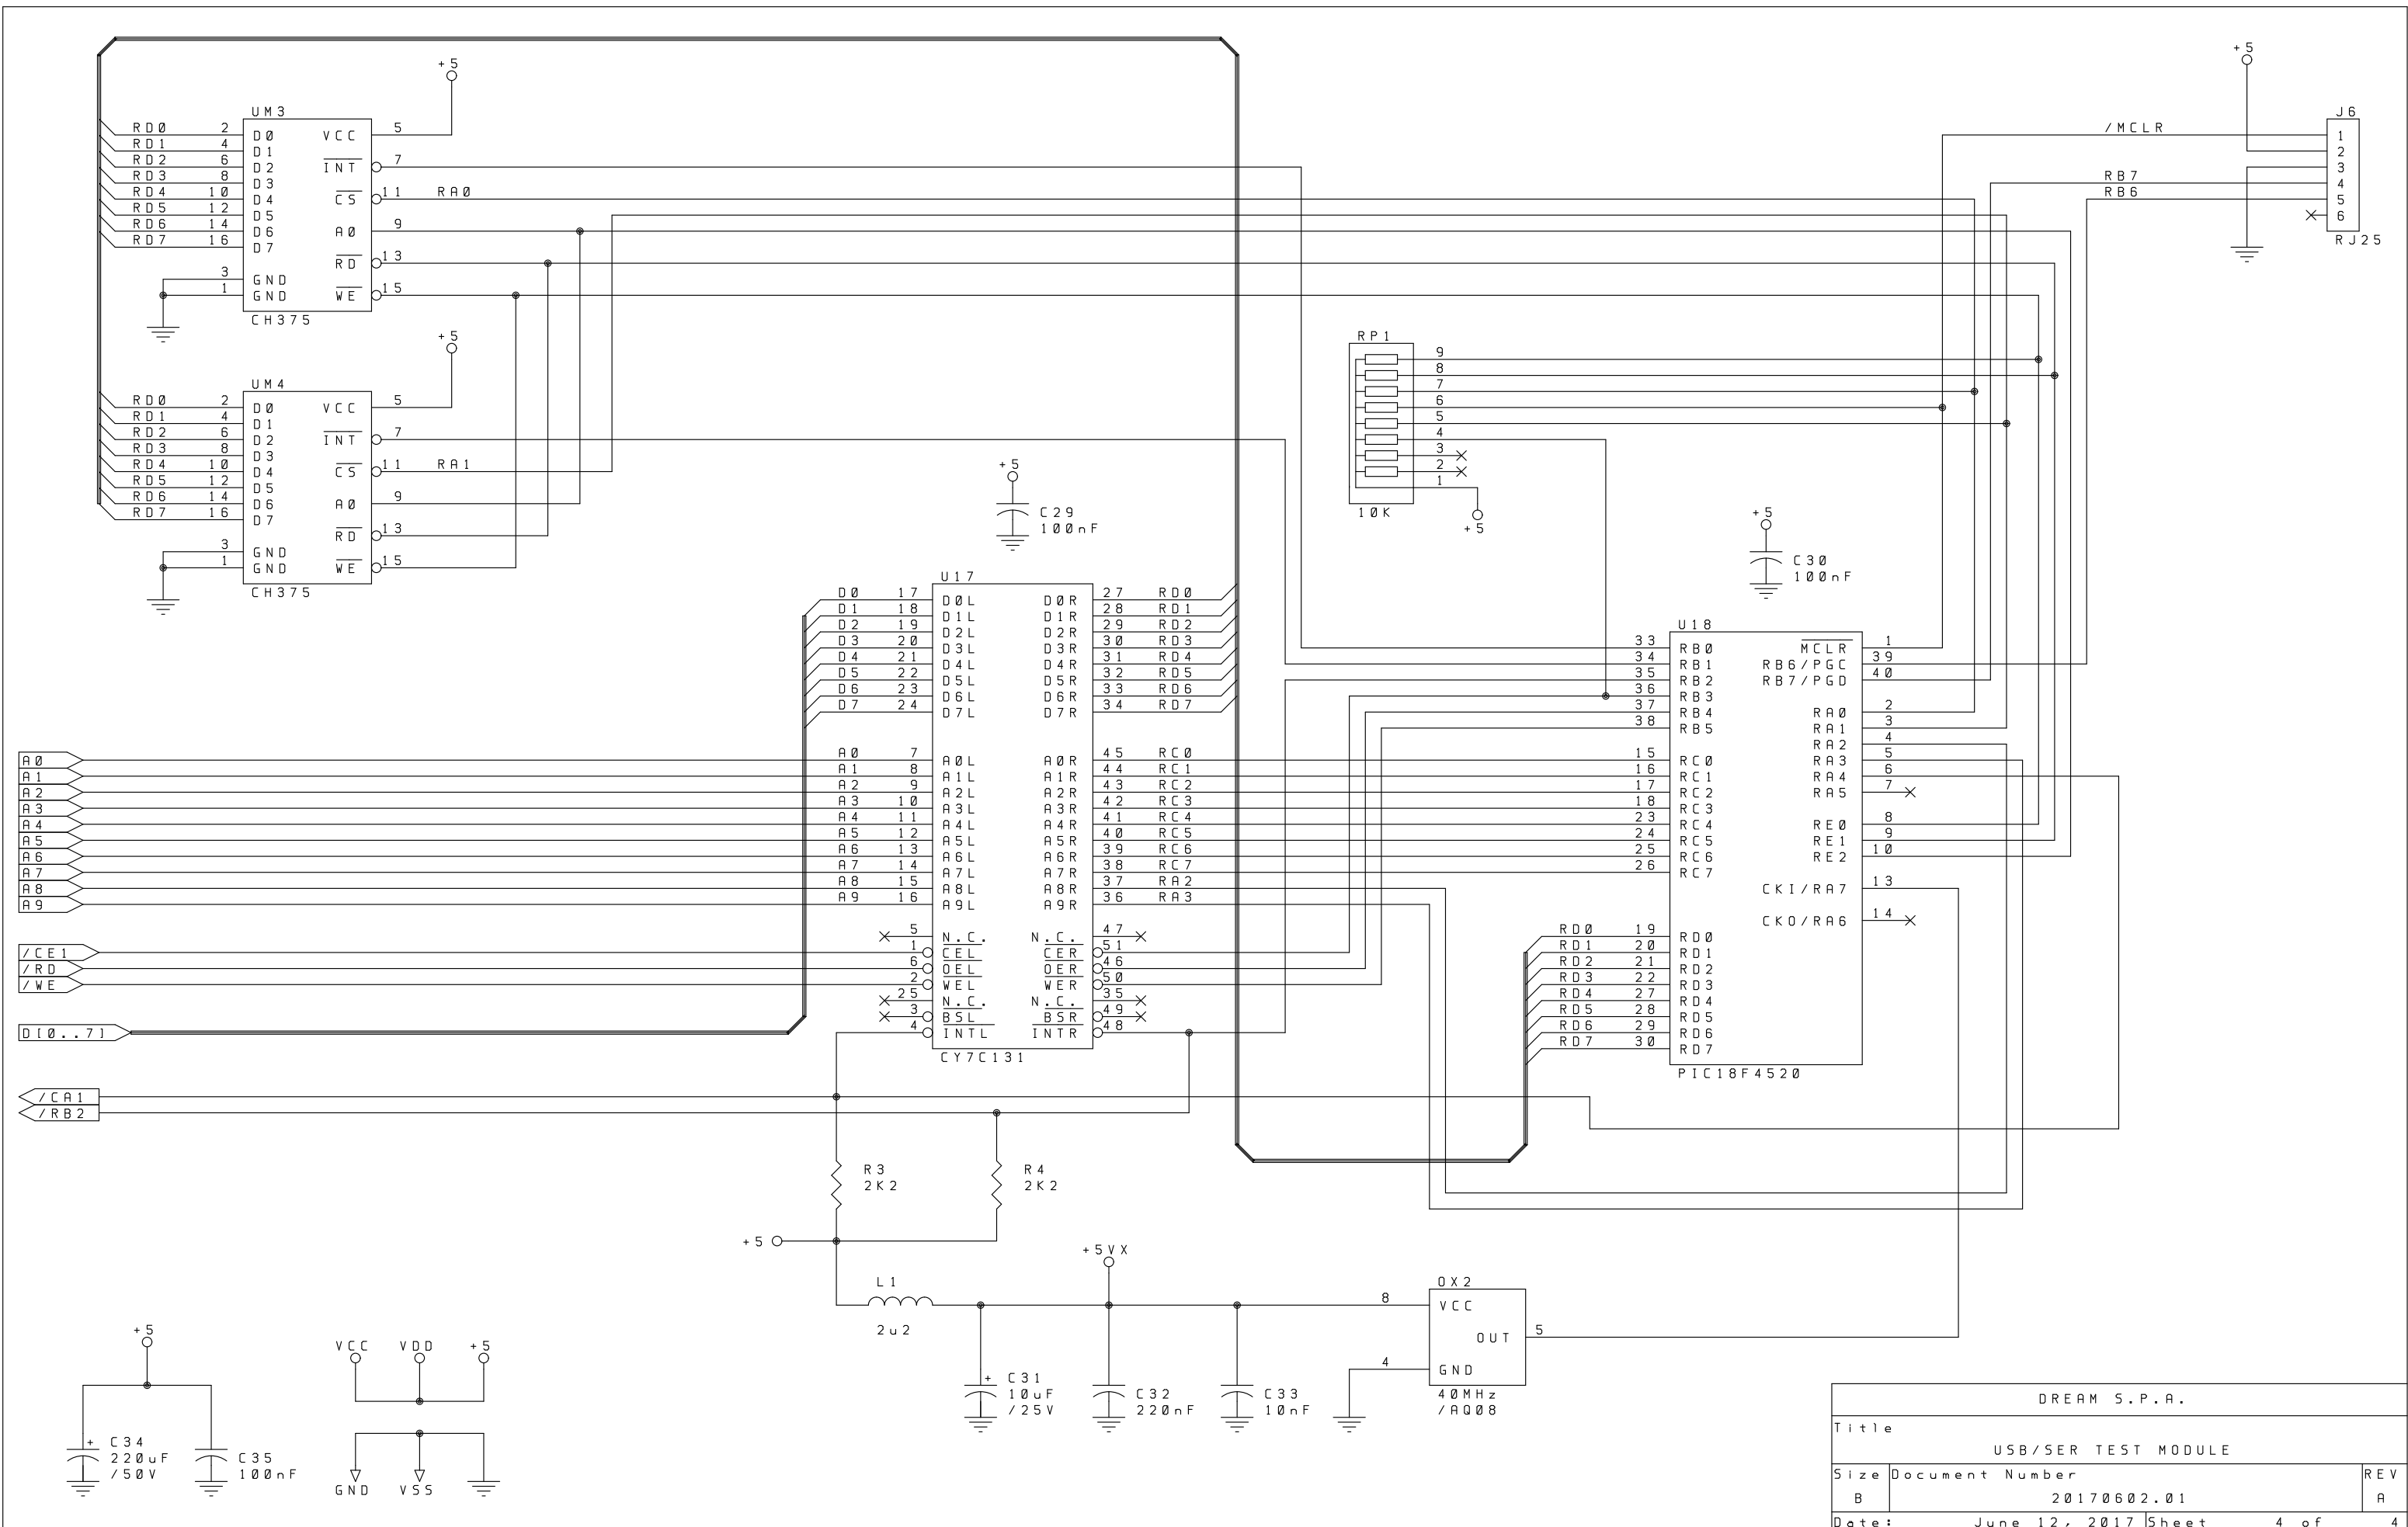 +5
+5
UM3
J6
RD0 2 D0 VCC 5
RD1 4 D1
RD2 6 D2 INT 7
RD3 8 D3
RD4 10 D4 CS 11 RA0
RD5 12 D5
RD6 14 D6 A0 9
RD7 16 D7
RD 13
3 GND
1 GND WE 15
CH375
/MCLR 1
2
3
RB7 4
RB6 5
6
RJ25
+5
UM4
RD0 2 D0 VCC 5
RD1 4 D1
RD2 6 D2 INT 7
RD3 8 D3
RD4 10 D4 CS 11 RA1
RD5 12 D5
RD6 14 D6 A0 9
RD7 16 D7
RD 13
3 GND
1 GND WE 15
CH375
RP1
9
8
7
6
5
4
3
2
1
10K
+5
+5
C29
100nF
+5
C30
100nF
U17
D0 17 D0L D0R 27 RD0
D1 18 D1L D1R 28 RD1
D2 19 D2L D2R 29 RD2
D3 20 D3L D3R 30 RD3
D4 21 D4L D4R 31 RD4
D5 22 D5L D5R 32 RD5
D6 23 D6L D6R 33 RD6
D7 24 D7L D7R 34 RD7
A0 A0 7 A0L A0R 45 RC0
A1 A1 8 A1L A1R 44 RC1
A2 A2 9 A2L A2R 43 RC2
A3 A3 10 A3L A3R 42 RC3
A4 A4 11 A4L A4R 41 RC4
A5 A5 12 A5L A5R 40 RC5
A6 A6 13 A6L A6R 39 RC6
A7 A7 14 A7L A7R 38 RC7
A8 A8 15 A8L A8R 37 RA2
A9 A9 16 A9L A9R 36 RA3
5 N.C. N.C. 47
/CE1 1 CEL CER 51
/RD 6 OEL OER 46
/WE 2 WEL WER 50
25 N.C. N.C. 35
3 BSL BSR 49
D[0..7] 4 INTL INTR 48
CY7C131
U18
33 RB0 MCLR 1
34 RB1 RB6/PGC 39
35 RB2 RB7/PGD 40
36 RB3
37 RB4 RA0 2
38 RB5 RA1 3
RA2 4
15 RC0 RA3 5
16 RC1 RA4 6
17 RC2 RA5 7
18 RC3
23 RC4 RE0 8
24 RC5 RE1 9
25 RC6 RE2 10
26 RC7
CKI/RA7 13
CKO/RA6 14
RD0 19 RD0
RD1 20 RD1
RD2 21 RD2
RD3 22 RD3
RD4 27 RD4
RD5 28 RD5
RD6 29 RD6
RD7 30 RD7
PIC18F4520
/CA1
/RB2
R3
2K2
R4
2K2
+5
+5VX
L1
2u2
OX2
8 VCC
OUT 5
4 GND
40MHz
/AQ08
+ C31
10uF
/25V
C32
220nF
C33
10nF
+5
VCC VDD +5
+ C34
220uF
/50V
C35
100nF
GND VSS
DREAM S.P.A.
Title
USB/SER TEST MODULE
Size Document Number REV
B 20170602.01 A
Date: June 12, 2017 Sheet 4 of 4